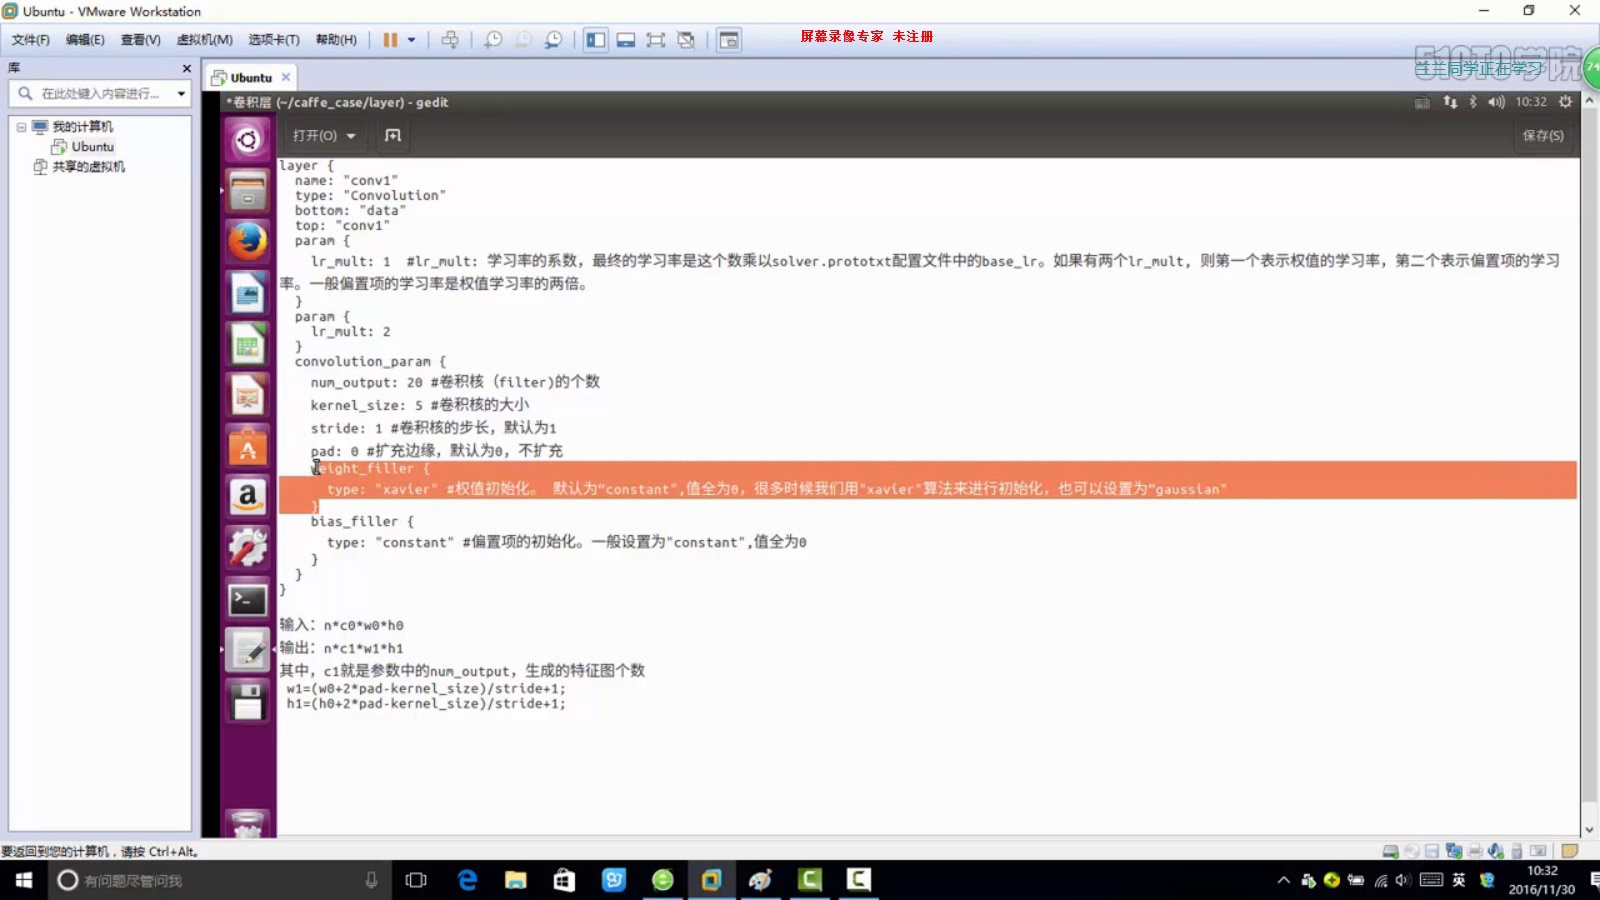 Ubuntu - VMware Workstation
文件(F) 编辑(E) 查看(V) 虚拟机(M) 选项卡(T) 帮助(H)
屏幕录像专家 未注册
兰兰同学正在学习
74
库
Ubuntu
在此处键入内容进行...
我的计算机
Ubuntu
共享的虚拟机
*卷积层 (~/caffe_case/layer) - gedit
10:32
打开(O)
保存(S)
layer {
name: "conv1"
type: "Convolution"
bottom: "data"
top: "conv1"
param {
lr_mult: 1 #lr_mult: 学习率的系数，最终的学习率是这个数乘以solver.prototxt配置文件中的base_lr。如果有两个lr_mult, 则第一个表示权值的学习率，第二个表示偏置项的学习
率。一般偏置项的学习率是权值学习率的两倍。
}
param {
lr_mult: 2
}
convolution_param {
num_output: 20 #卷积核（filter)的个数
kernel_size: 5 #卷积核的大小
stride: 1 #卷积核的步长，默认为1
pad: 0 #扩充边缘，默认为0，不扩充
weight_filler {
type: "xavier" #权值初始化。 默认为“constant",值全为0，很多时候我们用"xavier"算法来进行初始化，也可以设置为”gaussian"
}
bias_filler {
type: "constant" #偏置项的初始化。一般设置为"constant",值全为0
}
}
}
输入：n*c0*w0*h0
输出：n*c1*w1*h1
其中，c1就是参数中的num_output，生成的特征图个数
w1=(w0+2*pad-kernel_size)/stride+1;
h1=(h0+2*pad-kernel_size)/stride+1;
要返回到您的计算机，请按 Ctrl+Alt。
有问题尽管问我
英
10:32
2016/11/30